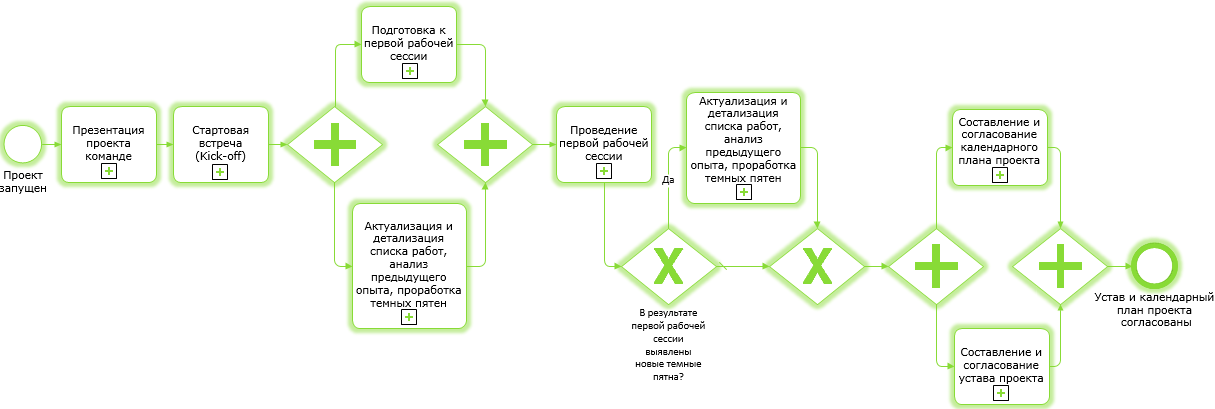 Проект
запущен
Презентация
проекта
команде
Стартовая
встреча
(Kick-off)
Подготовка к
первой рабочей
сессии
Актуализация и
детализация
списка работ,
анализ
предыдущего
опыта, проработка
темных пятен
Проведение
первой рабочей
сессии
Да
В результате
первой рабочей
сессии
выявлены
новые темные
пятна?
Актуализация и
детализация
списка работ,
анализ
предыдущего
опыта, проработка
темных пятен
Составление и
согласование
календарного
плана проекта
Составление и
согласование
устава проекта
Устав и календарный
план проекта
согласованы